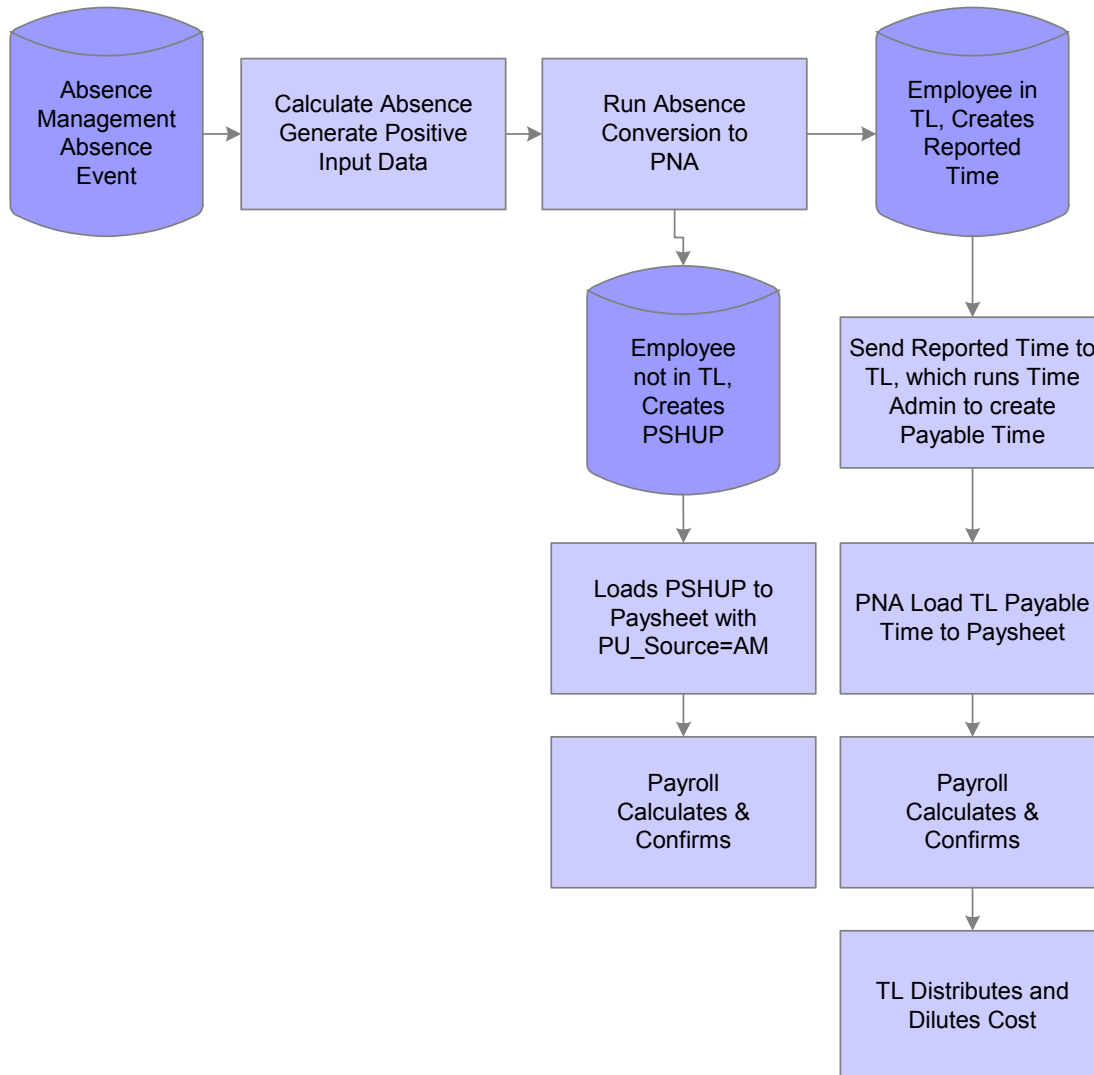 Absence
Management
Absence
Event
Calculate Absence
Generate Positive
Input Data
Run Absence
Conversion to
PNA
Employee in
TL, Creates
Reported
Time
Employee
not in TL,
Creates
PSHUP
Send Reported Time to
TL, which runs Time
Admin to create
Payable Time
Loads PSHUP to
Paysheet with
PU_Source=AM
PNA Load TL Payable
Time to Paysheet
Payroll
Calculates &
Confirms
Payroll
Calculates &
Confirms
TL Distributes and
Dilutes Cost